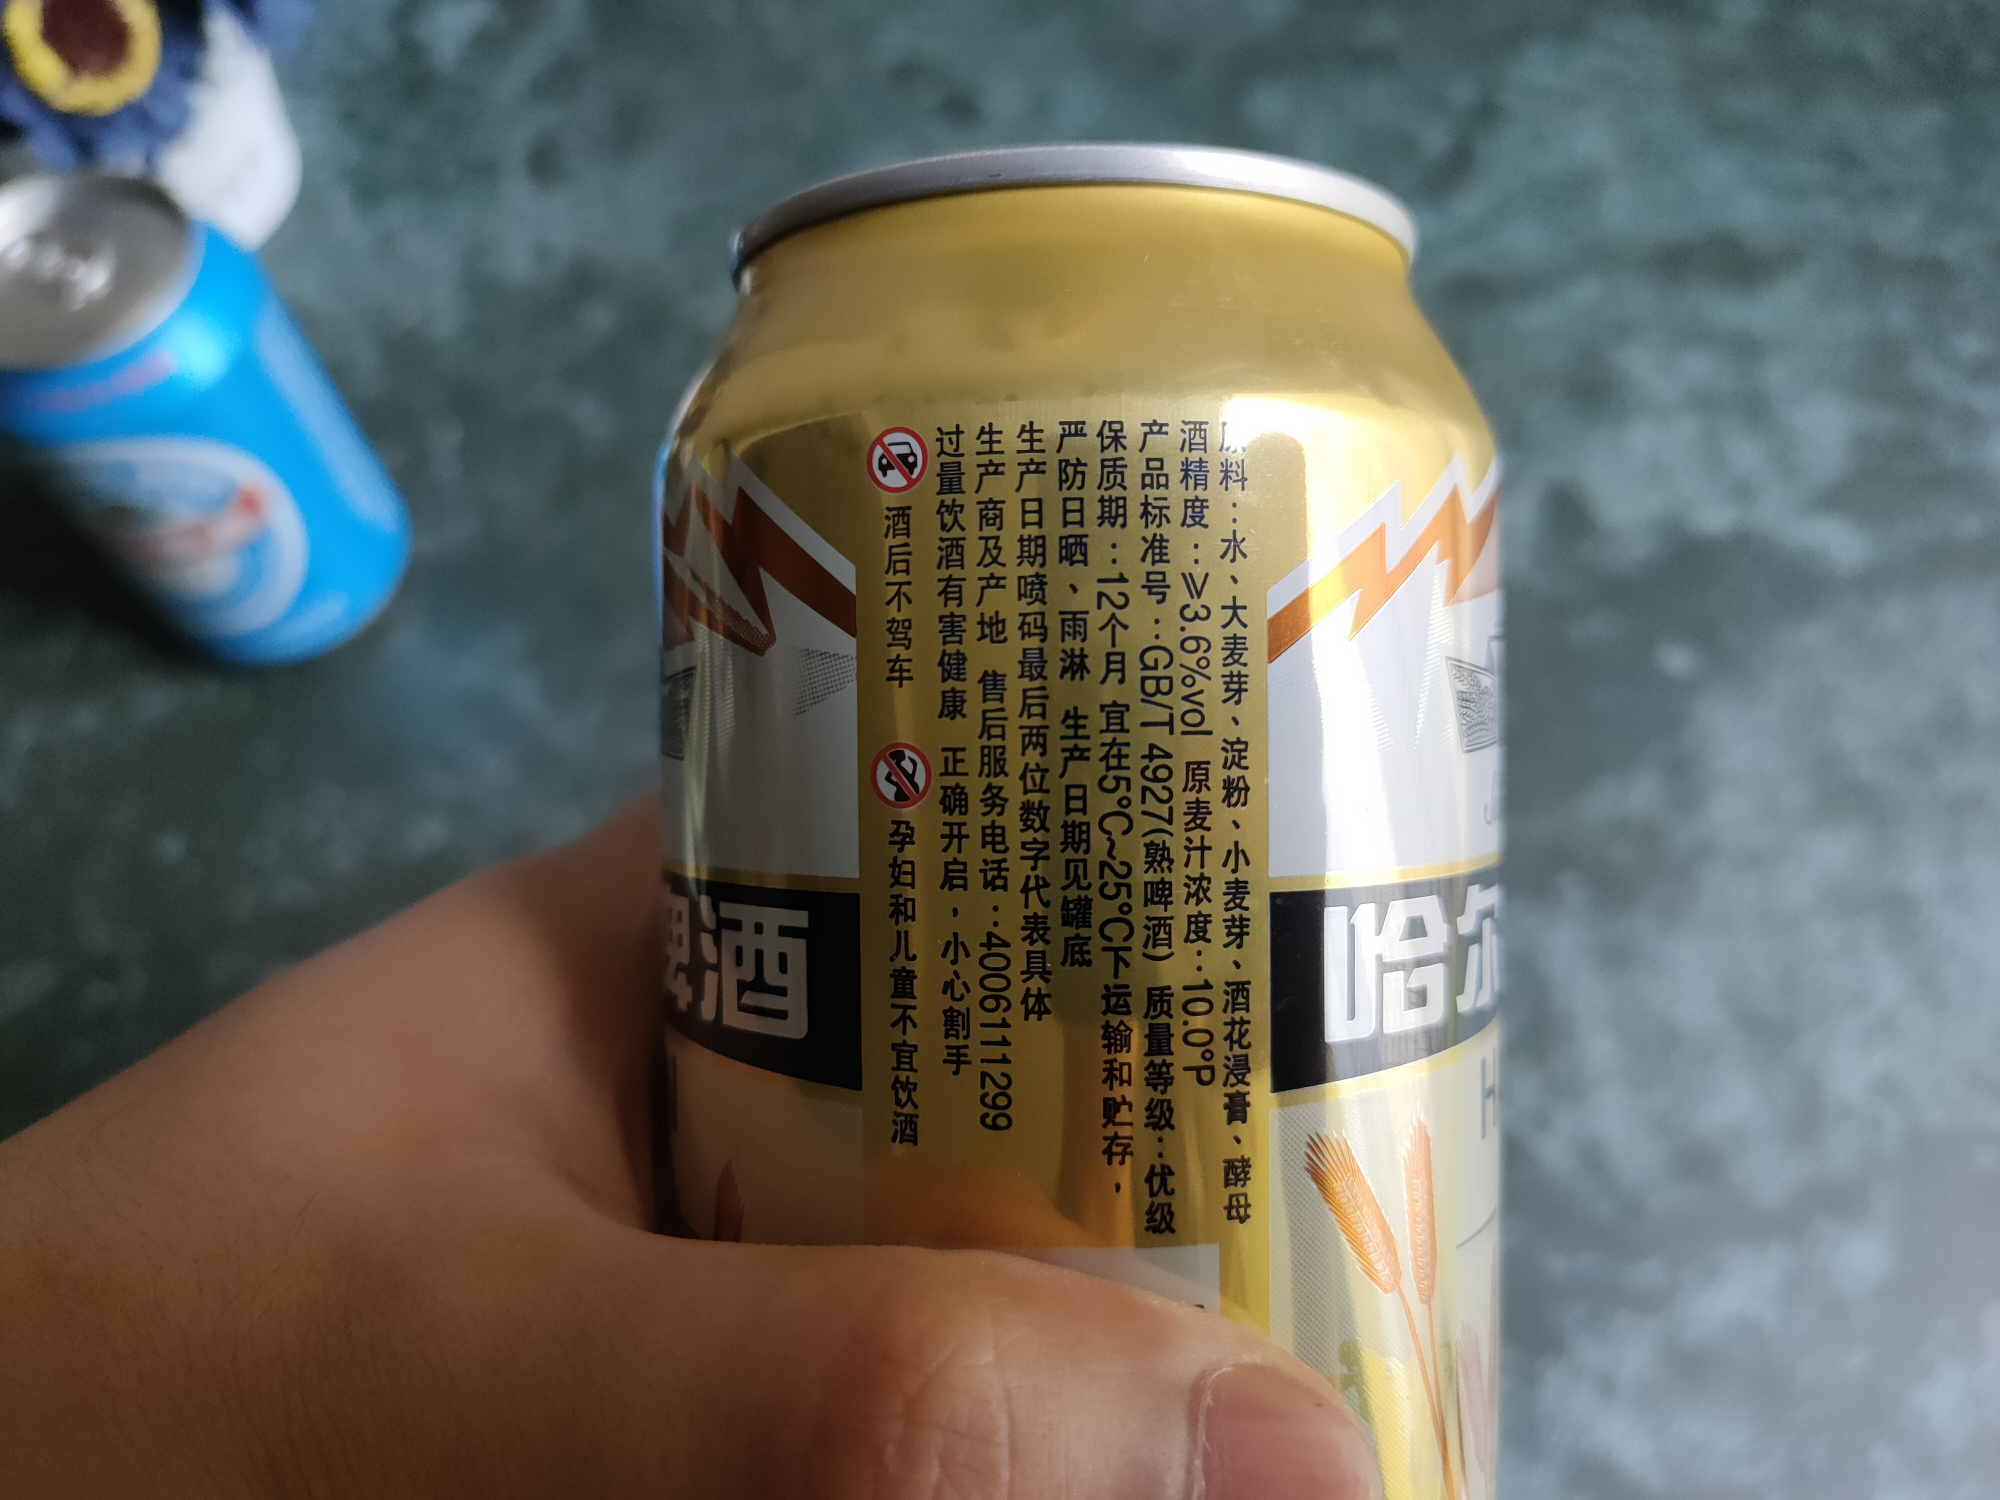 原料：水、大麦芽、淀粉、小麦芽、酒花浸膏、酵母
酒精度：≥3.6%vol 原麦汁浓度：10.0°P
产品标准号：GB/T 4927(熟啤酒) 质量等级：优级
保质期：12个月 宜在5°C~25°C下运输和贮存，
严防日晒、雨淋 生产日期见罐底
生产日期喷码最后两位数字代表具体
生产商及产地 售后服务电话：4006111299
过量饮酒有害健康 正确开启，小心割手
酒后不驾车 孕妇和儿童不宜饮酒
啤酒
哈尔
H